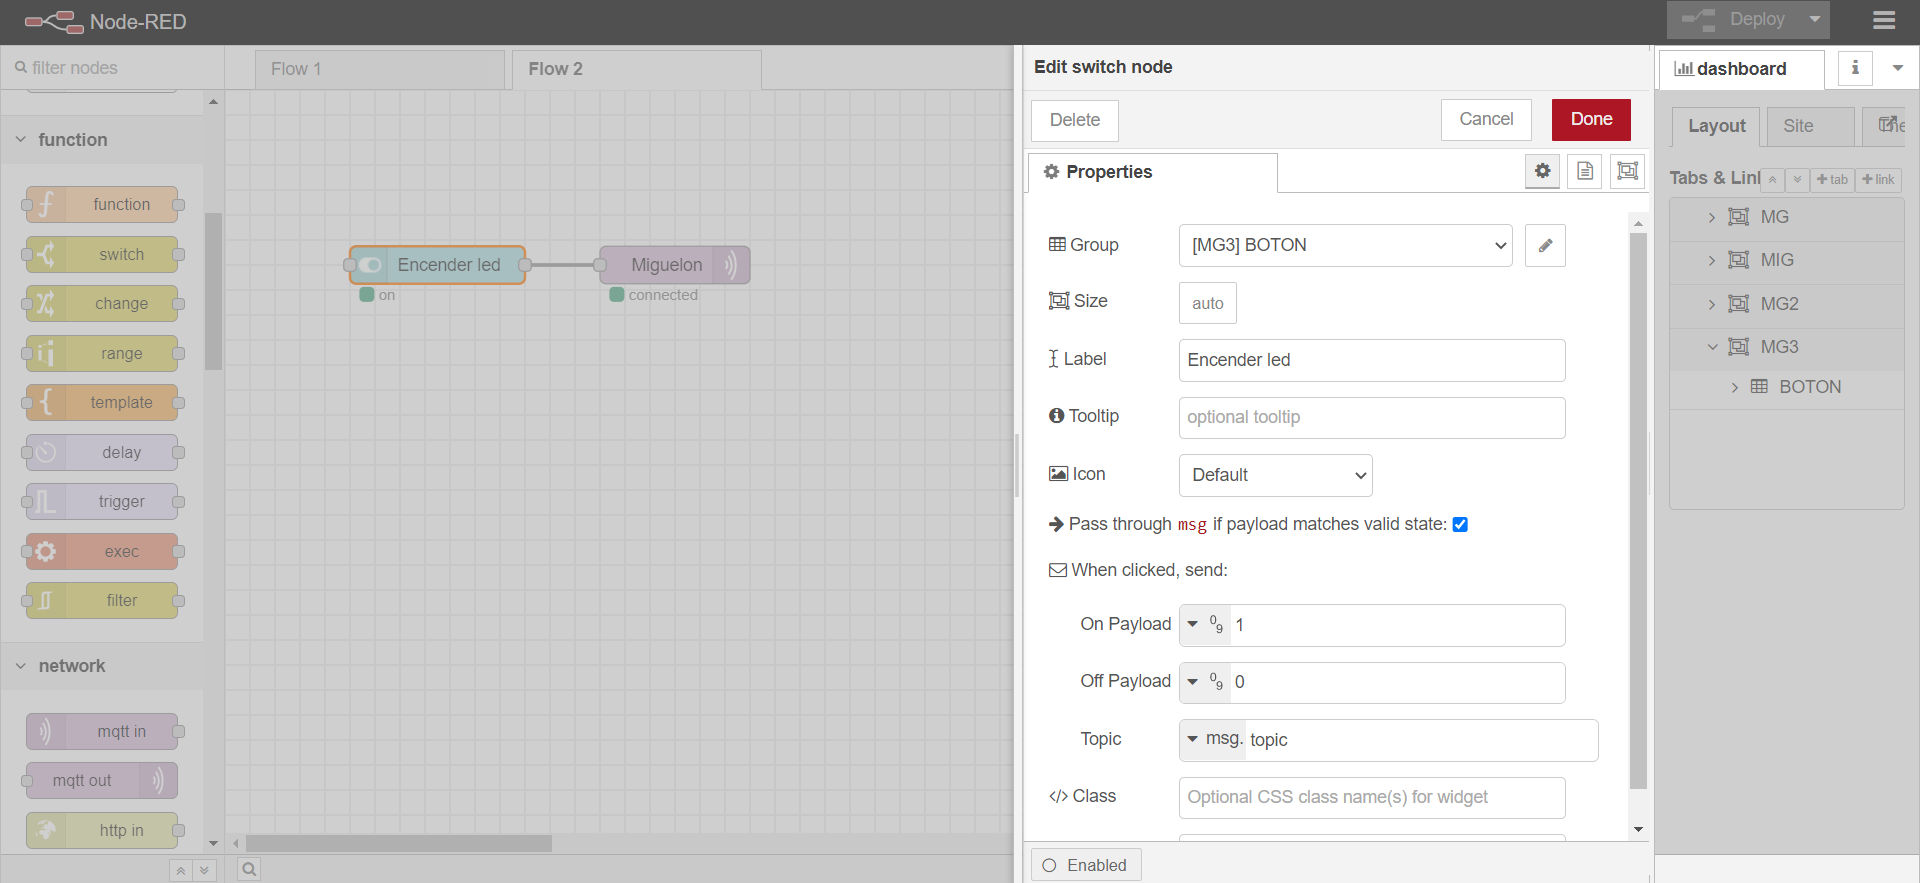 Node-RED
Deploy
filter nodes
Flow 1
Flow 2
Edit switch node
dashboard
i
Delete
Cancel
Done
Layout
Site
function
Properties
Tabs & Lin
tab
link
function
switch
change
range
template
delay
trigger
exec
filter
network
mqtt in
mqtt out
http in
Encender led
on
Miguelon
connected
Group
[MG3] BOTON
Size
auto
Label
Encender led
Tooltip
optional tooltip
Icon
Default
Pass through msg if payload matches valid state:
When clicked, send:
On Payload
0 9
1
Off Payload
0 9
0
Topic
msg. topic
</> Class
Optional CSS class name(s) for widget
Enabled
MG
MIG
MG2
MG3
BOTON